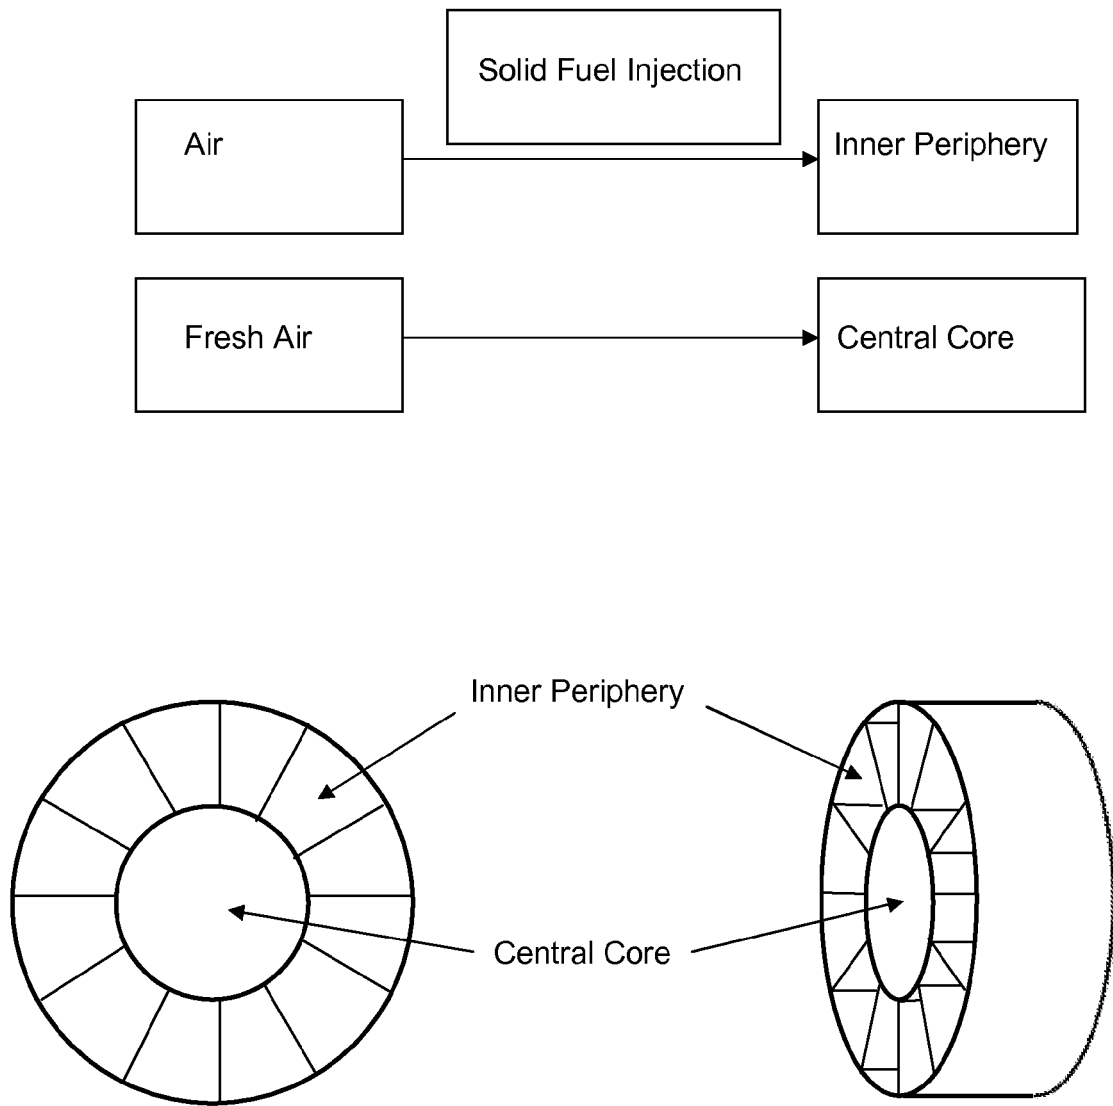 Solid Fuel Injection
Air
Inner Periphery
Fresh Air
Central Core
Inner Periphery
Central Core